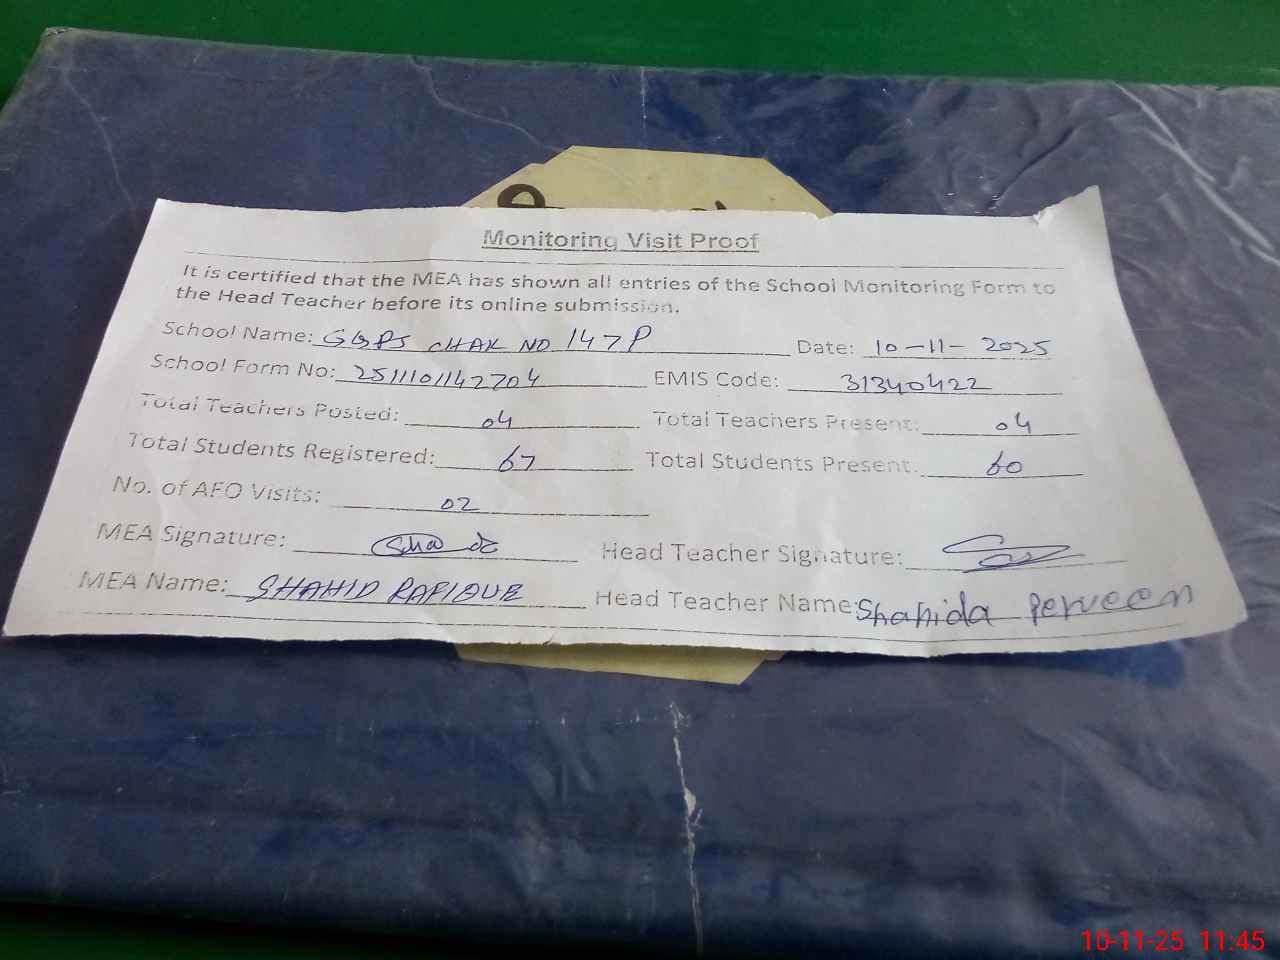 Monitoring Visit Proof
It is certified that the MEA has shown all entries of the School Monitoring Form to
the Head Teacher before its online submission.
School Name: GGPS CHAK NO 147P Date: 10-11-2025
School Form No: 2511101142704 EMIS Code: 31340422
Total Teachers Posted: 04 Total Teachers Present: 04
Total Students Registered: 67 Total Students Present: 60
No. of AEO Visits: 02
MEA Signature: Head Teacher Signature:
MEA Name: SHAHID RAFIQUE Head Teacher Name: Shahida Perveen
10-11-25 11:45